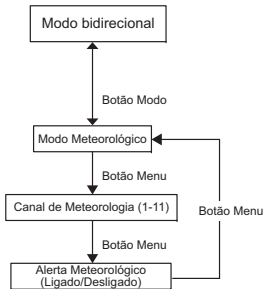 Modo bidirecional
Botão Modo
Modo Meteorológico
Botão Menu
Canal de Meteorologia (1-11)
Botão Menu
Botão Menu
Alerta Meteorológico
(Ligado/Desligado)